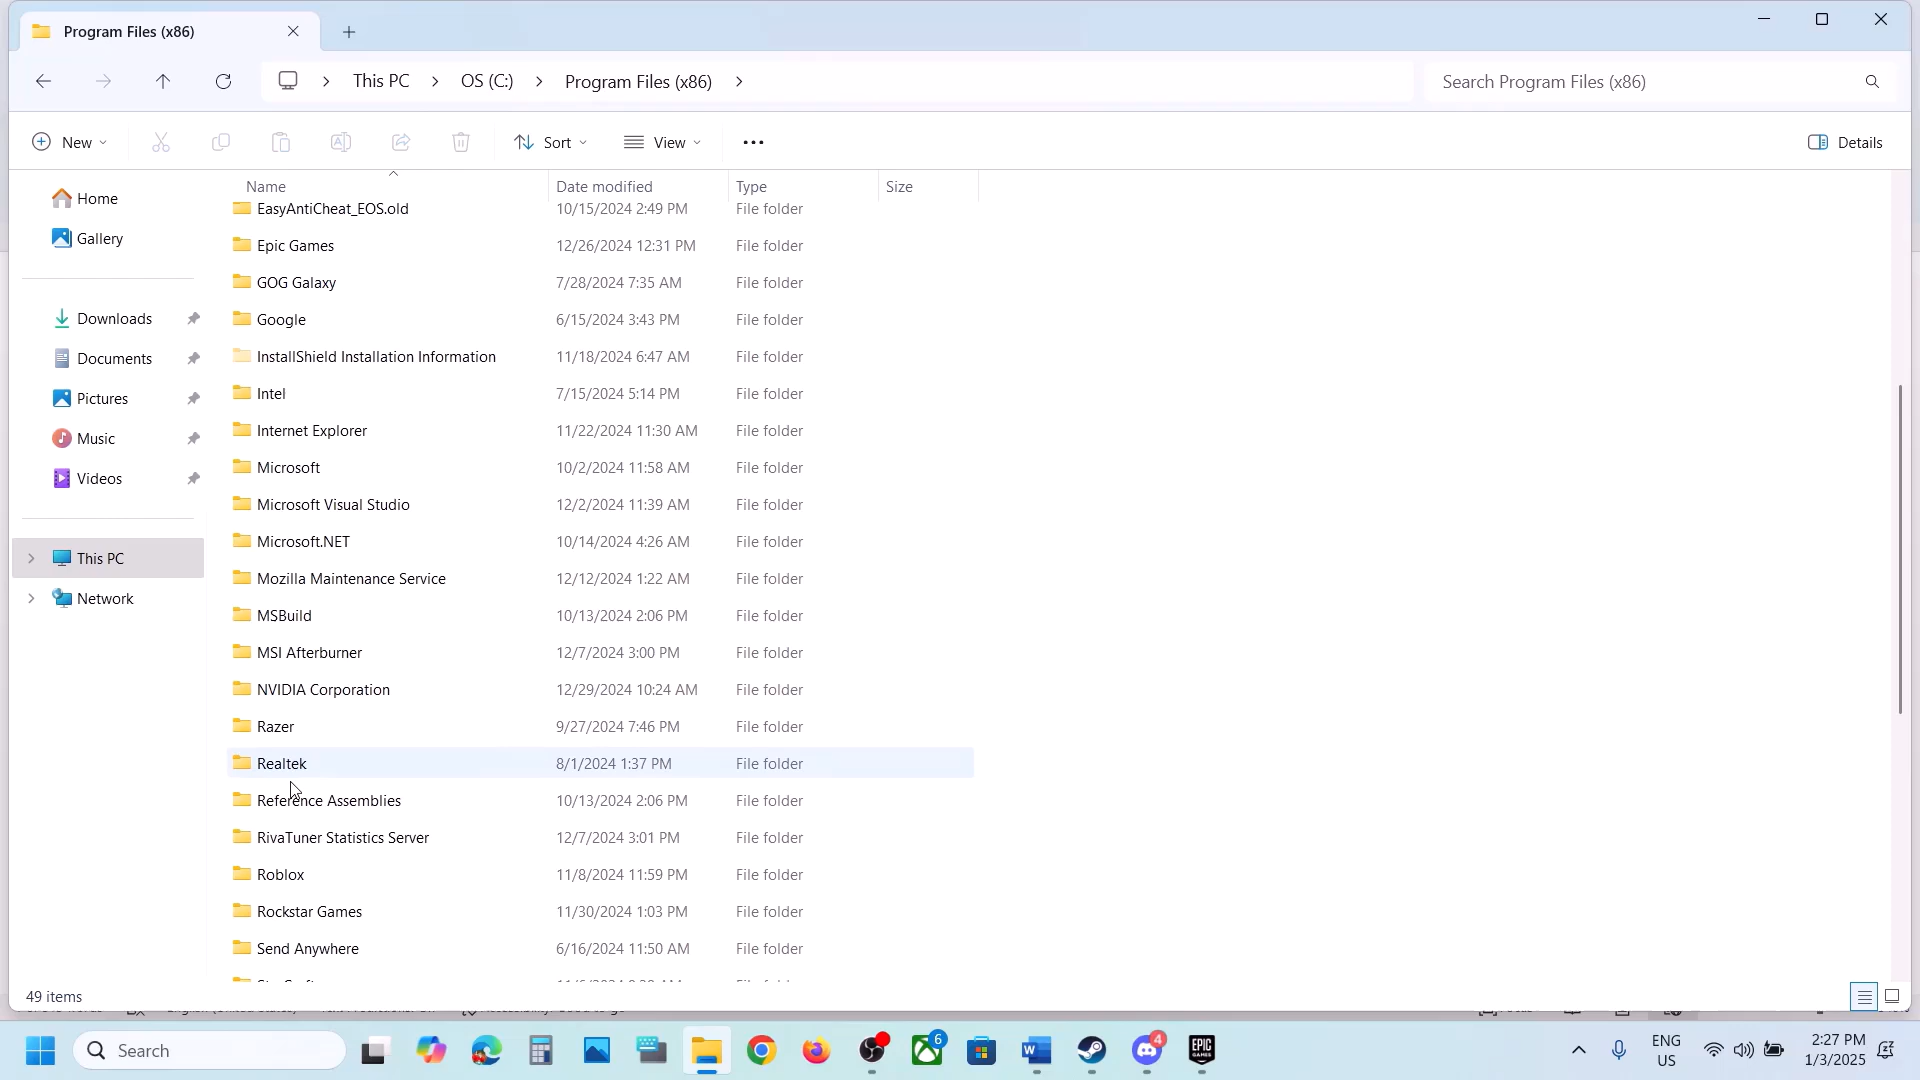 Program Files (x86)
This PC > OS (C:) > Program Files (x86) >
Search Program Files (x86)
New
Sort
View
Details
Name Date modified Type Size
Home
Gallery
Downloads
Documents
Pictures
Music
Videos
This PC
Network
EasyAntiCheat_EOS.old 10/15/2024 2:49 PM File folder
Epic Games 12/26/2024 12:31 PM File folder
GOG Galaxy 7/28/2024 7:35 AM File folder
Google 6/15/2024 3:43 PM File folder
InstallShield Installation Information 11/18/2024 6:47 AM File folder
Intel 7/15/2024 5:14 PM File folder
Internet Explorer 11/22/2024 11:30 AM File folder
Microsoft 10/2/2024 11:58 AM File folder
Microsoft Visual Studio 12/2/2024 11:39 AM File folder
Microsoft.NET 10/14/2024 4:26 AM File folder
Mozilla Maintenance Service 12/12/2024 1:22 AM File folder
MSBuild 10/13/2024 2:06 PM File folder
MSI Afterburner 12/7/2024 3:00 PM File folder
NVIDIA Corporation 12/29/2024 10:24 AM File folder
Razer 9/27/2024 7:46 PM File folder
Realtek 8/1/2024 1:37 PM File folder
Reference Assemblies 10/13/2024 2:06 PM File folder
RivaTuner Statistics Server 12/7/2024 3:01 PM File folder
Roblox 11/8/2024 11:59 PM File folder
Rockstar Games 11/30/2024 1:03 PM File folder
Send Anywhere 6/16/2024 11:50 AM File folder
49 items
Search
6
4
EPIC
GAMES
ENG
US
2:27 PM
1/3/2025